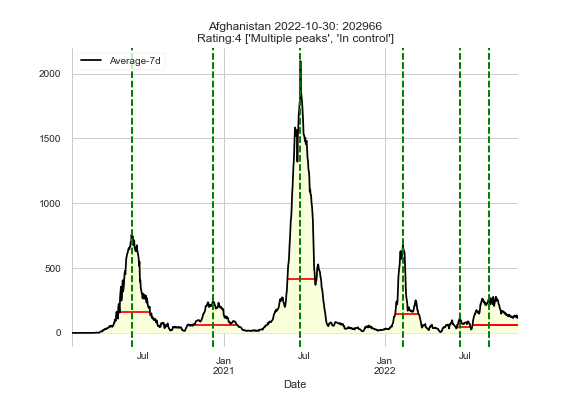 Afghanistan 2022-10-30: 202966
Rating:4 ['Multiple peaks', 'In control']
Average-7d
2000
1500
1000
500
0
Jul
Jan
2021
Jul
Jan
2022
Jul
Date